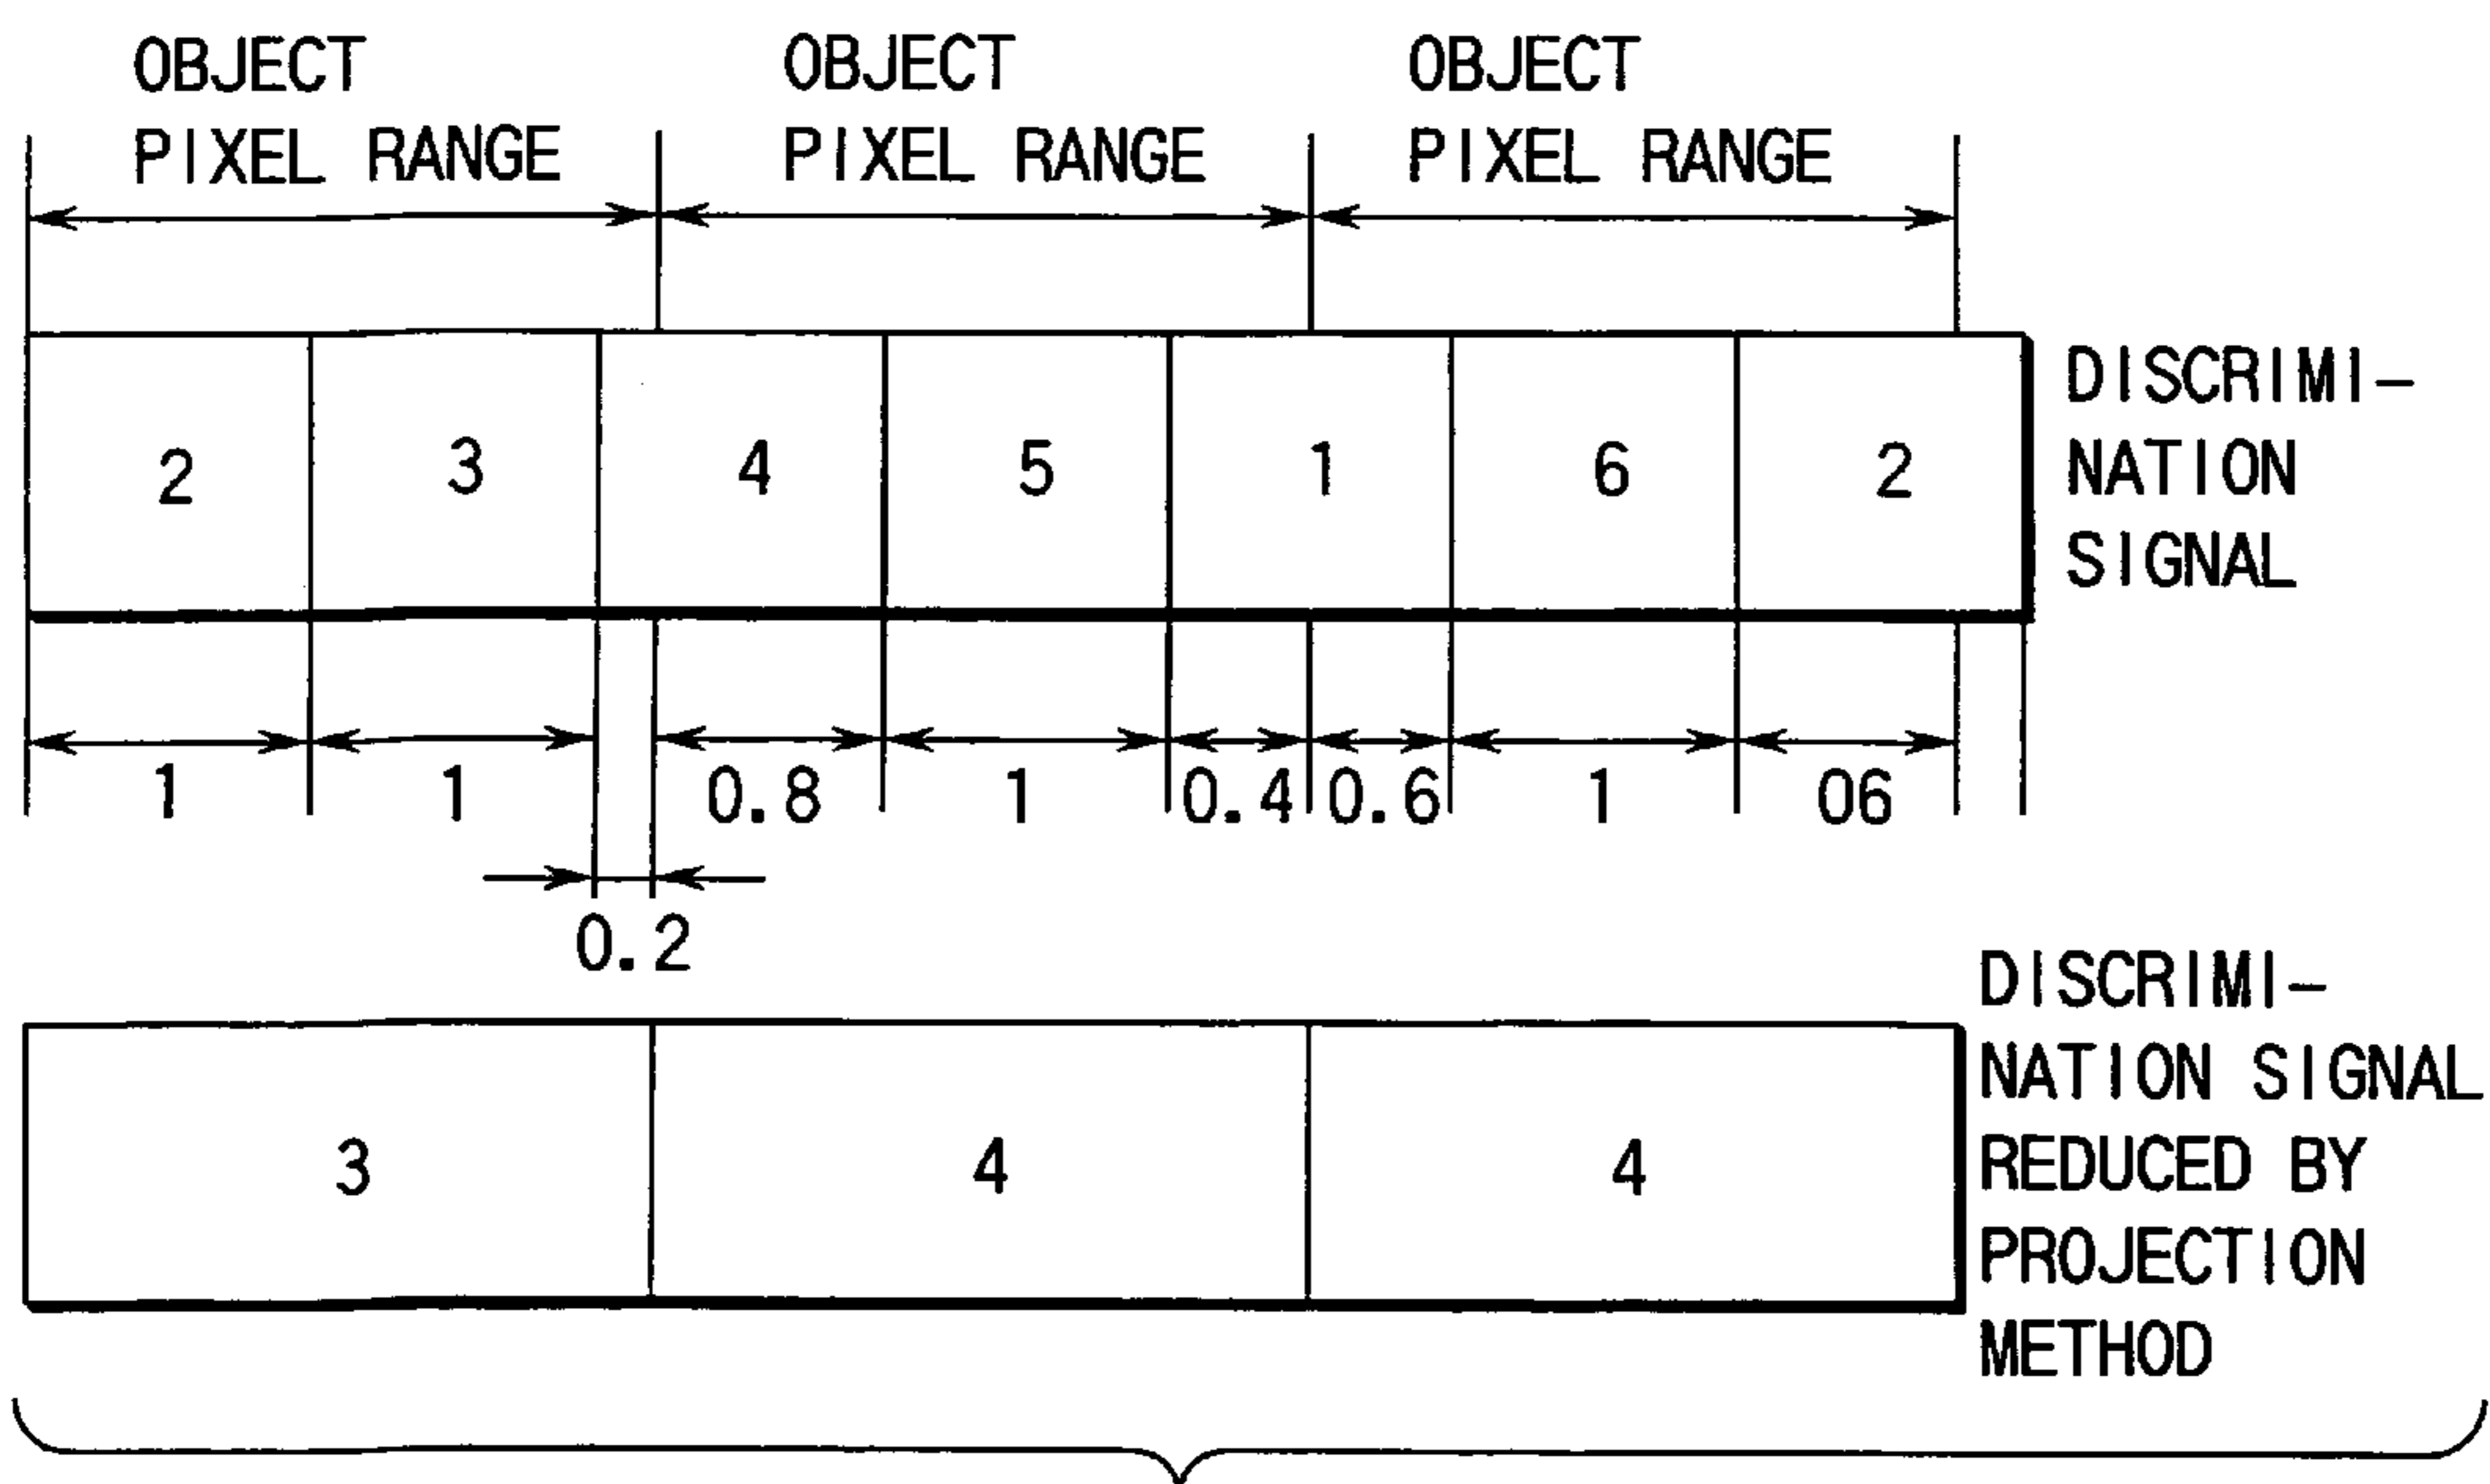 OBJECT
PIXEL RANGE
OBJECT
PIXEL RANGE
OBJECT
PIXEL RANGE
2 3 4 5 1 6 2
DISCRIMI-
NATION
SIGNAL
1 1 0.8 1 0.4 0.6 1 06
0.2
3 4 4
DISCRIMI-
NATION SIGNAL
REDUCED BY
PROJECTION
METHOD